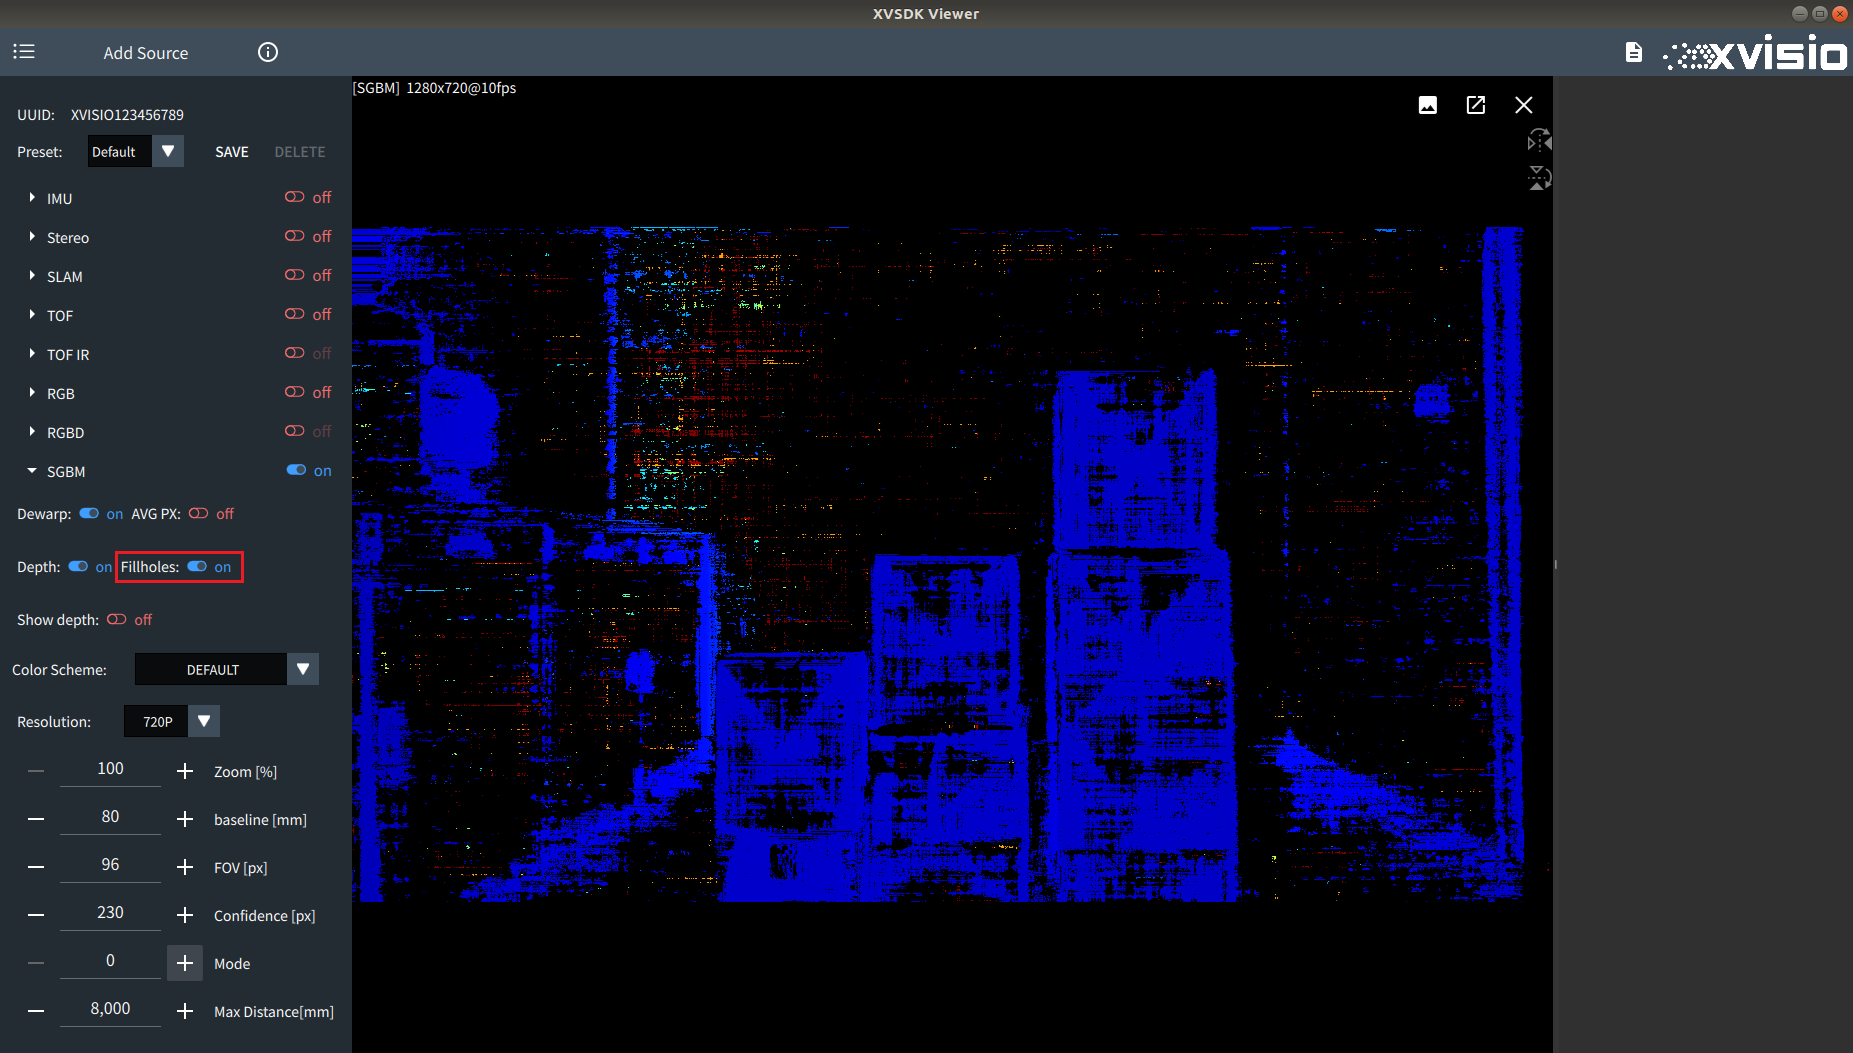 XVSDK Viewer
Add Source
xvisio
UUID: XVISIO123456789
[SGBM] 1280x720@10fps
Preset: Default SAVE DELETE
IMU off
Stereo off
SLAM off
TOF off
TOF IR off
RGB off
RGBD off
SGBM on
Dewarp: on AVG PX: off
Depth: on Fillholes: on
Show depth: off
Color Scheme: DEFAULT
Resolution: 720P
100 Zoom [%]
80 baseline [mm]
96 FOV [px]
230 Confidence [px]
0 Mode
8,000 Max Distance[mm]